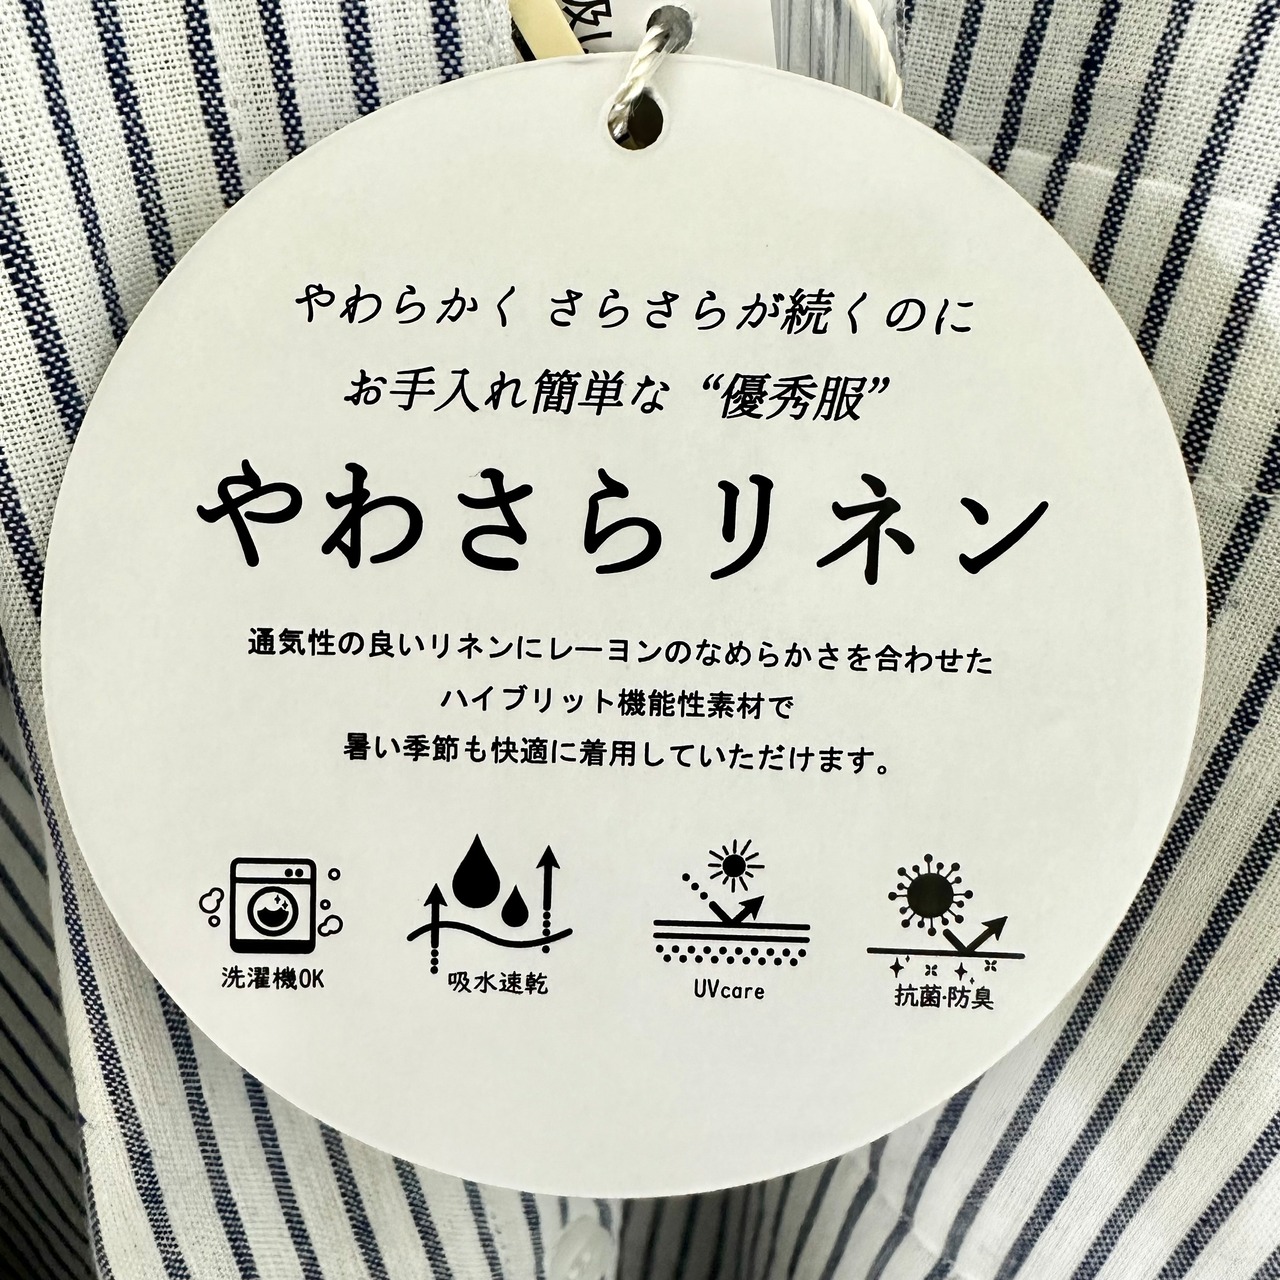 やわらかく さらさらが続くのに
お手入れ簡単な “優秀服”
やわさらリネン
通気性の良いリネンにレーヨンのなめらかさを合わせた
ハイブリット機能性素材で
暑い季節も快適に着用していただけます。
洗濯機OK
吸水速乾
UVcare
抗菌・防臭